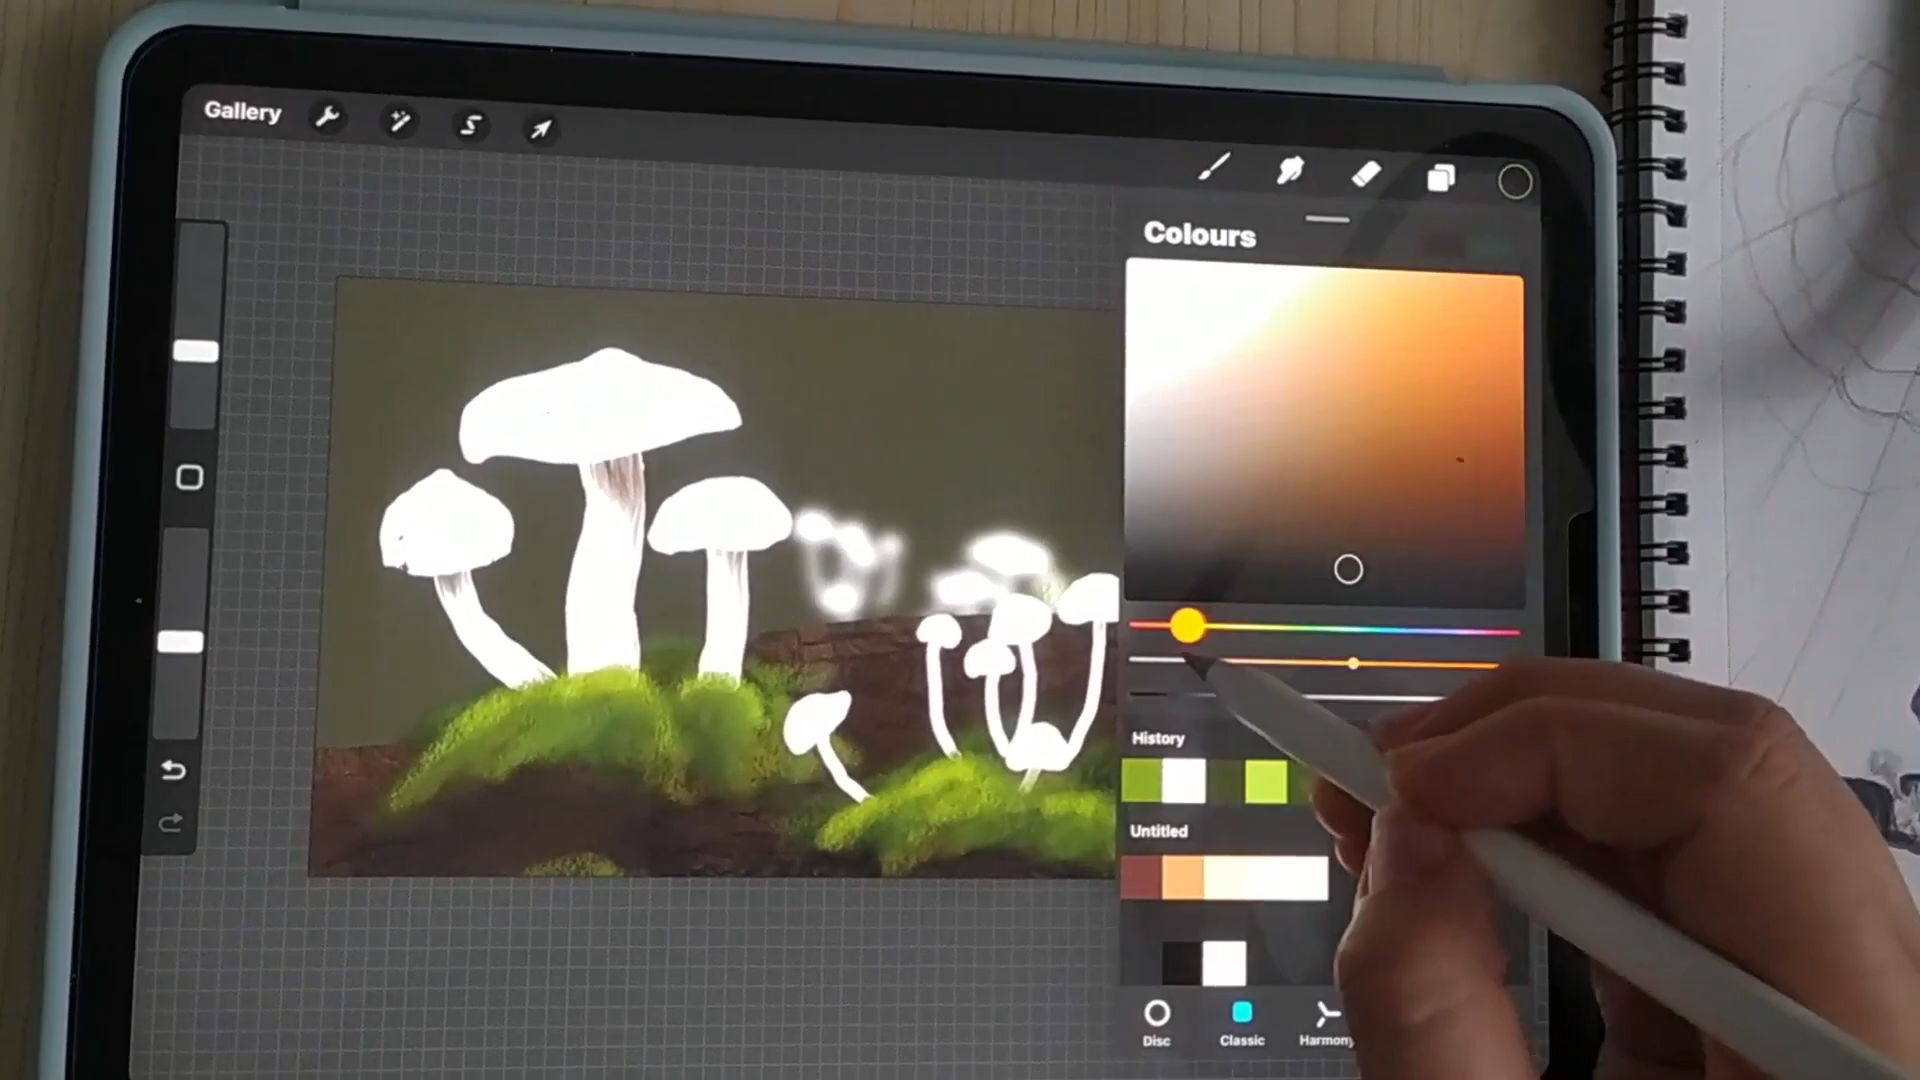 Gallery
Colours
History
Untitled
Disc
Classic
Harmony